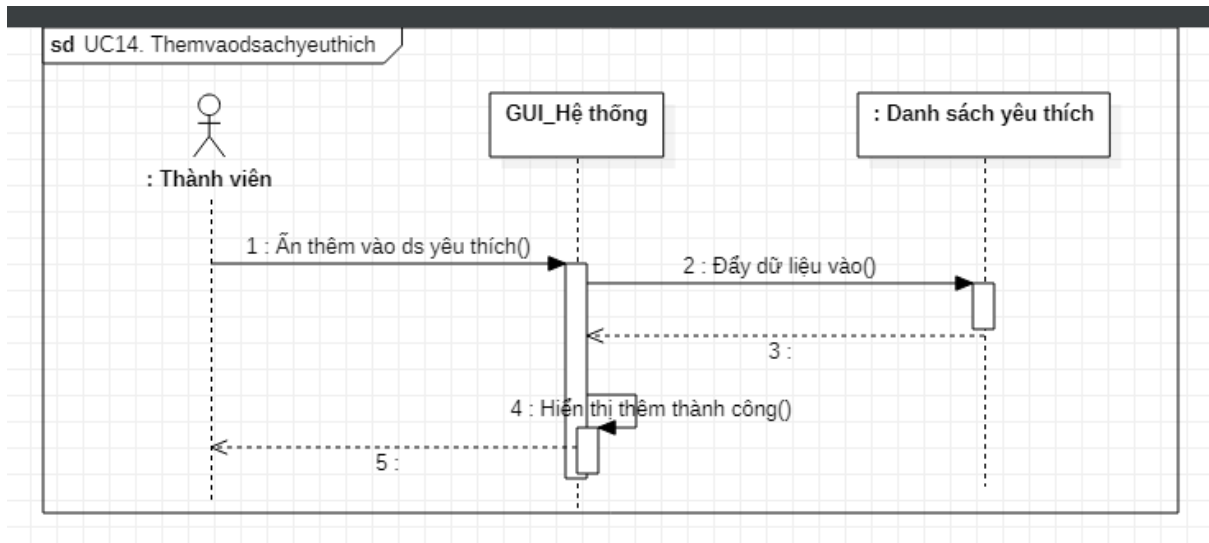 sd UC14. Themvaodsachyeuthich
GUI_Hệ thống
: Danh sách yêu thích
: Thành viên
1 : Ấn thêm vào ds yêu thích()
2 : Đẩy dữ liệu vào()
3 :
4 : Hiển thị thêm thành công()
5 :